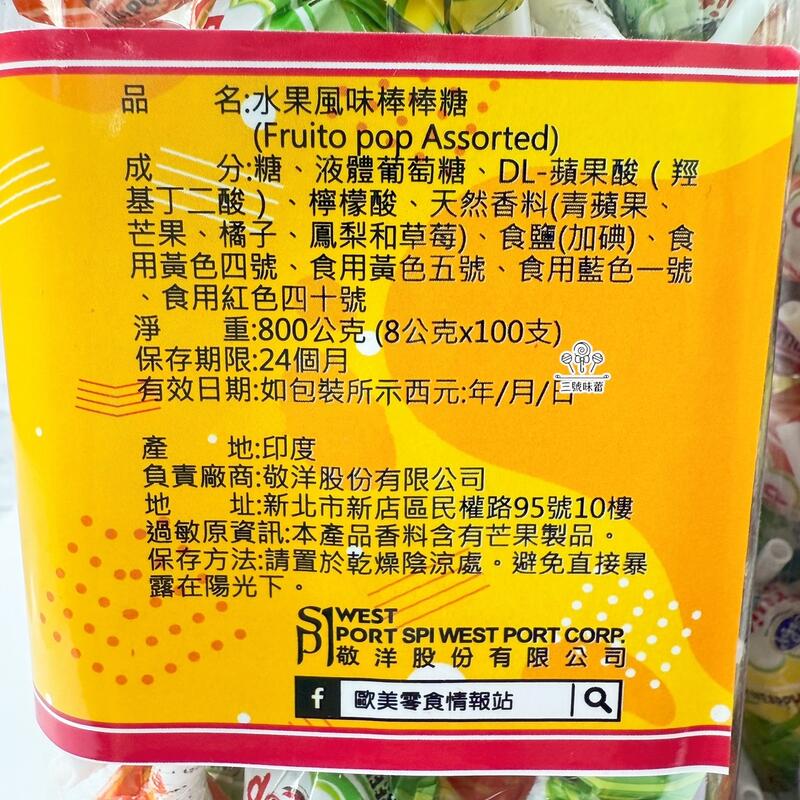 品　　名:水果風味棒棒糖
(Fruito pop Assorted)
成　　分:糖、液體葡萄糖、DL-蘋果酸（羥
基丁二酸）、檸檬酸、天然香料(青蘋果、
芒果、橘子、鳳梨和草莓)、食鹽(加碘)、食
用黃色四號、食用黃色五號、食用藍色一號
、食用紅色四十號
淨　　重:800公克 (8公克x100支)
保存期限:24個月
有效日期:如包裝所示西元:年/月/日
三號味蕾
產　　地:印度
負責廠商:敬洋股份有限公司
地　　址:新北市新店區民權路95號10樓
過敏原資訊:本產品香料含有芒果製品。
保存方法:請置於乾燥陰涼處。避免直接暴
露在陽光下。
WEST
PORT SPI WEST PORT CORP.
敬洋股份有限公司
f 歐美零食情報站